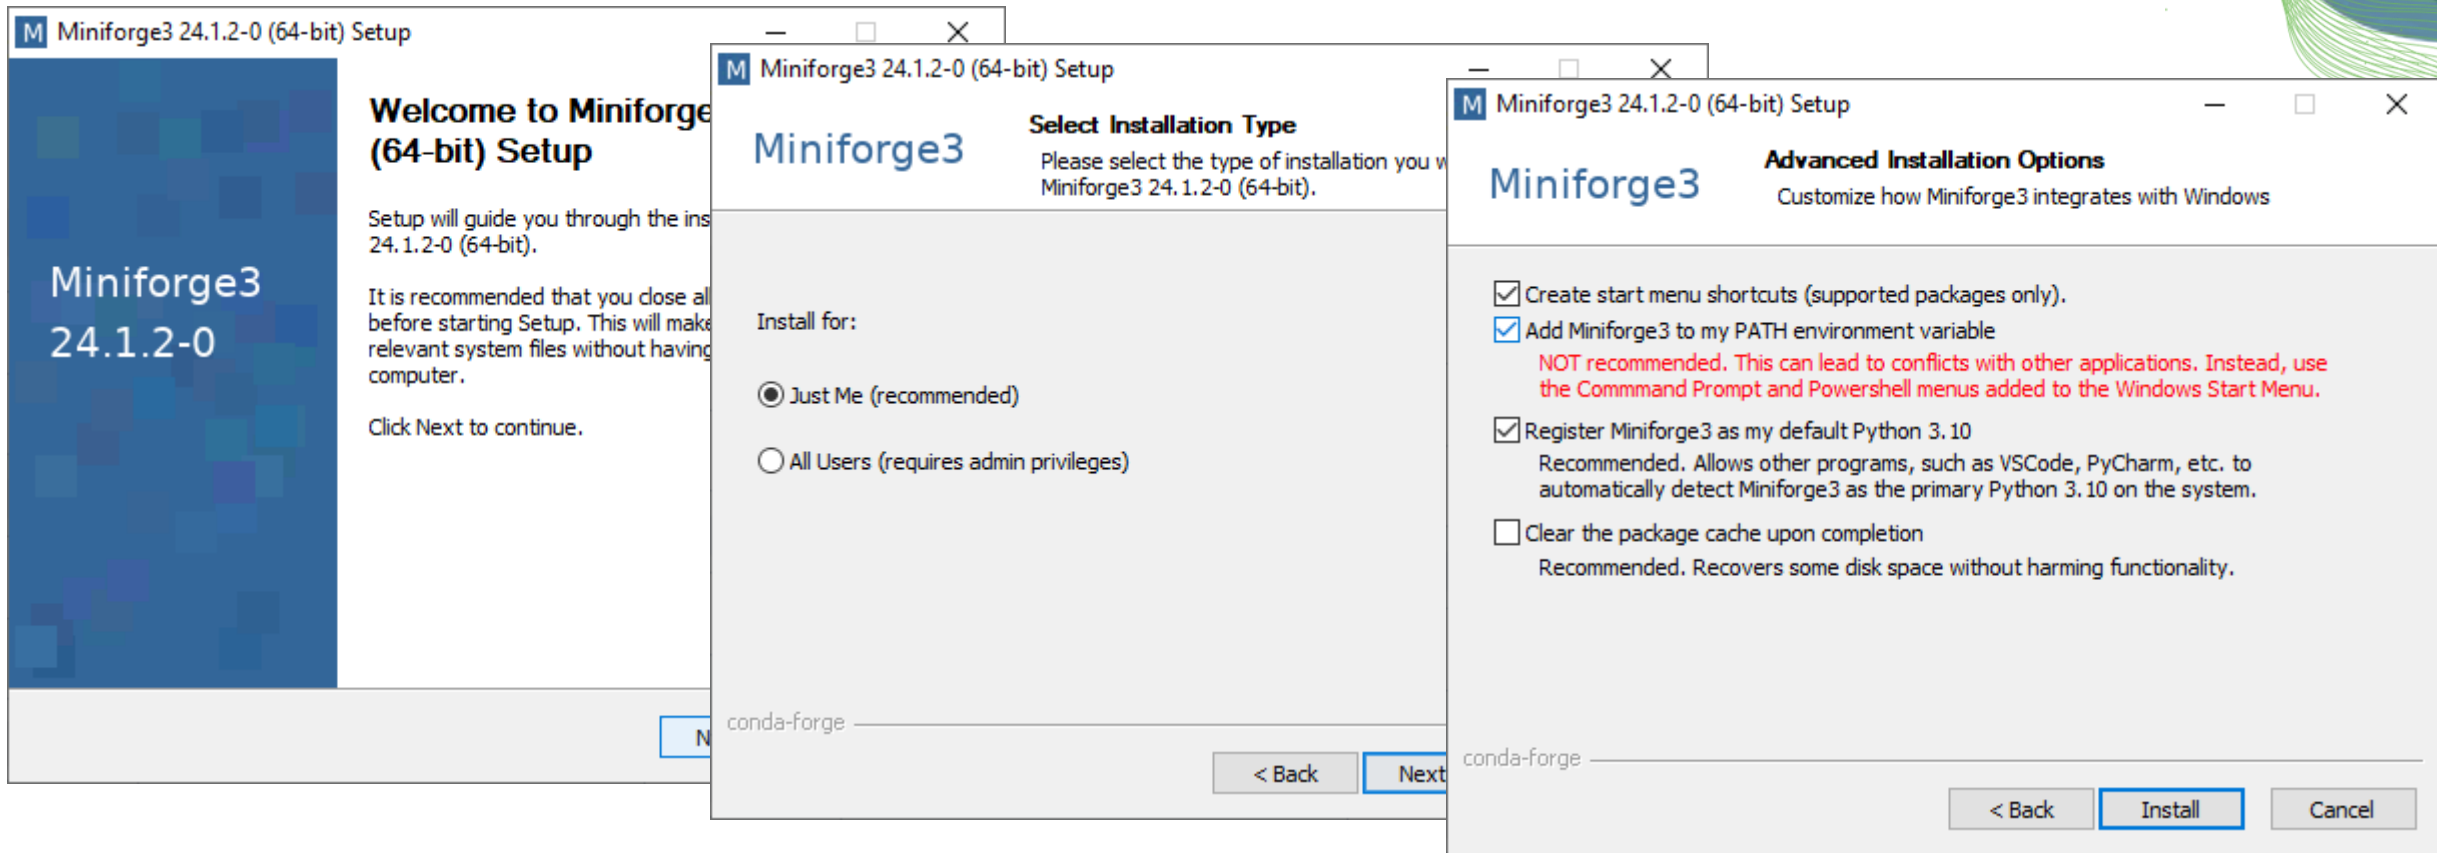 Miniforge3 24.1.2-0 (64-bit) Setup
Miniforge3
24.1.2-0
Welcome to Miniforge
(64-bit) Setup
Setup will guide you through the ins
24.1.2-0 (64-bit).
It is recommended that you close all
before starting Setup. This will make
relevant system files without having
computer.
Click Next to continue.
N
Miniforge3 24.1.2-0 (64-bit) Setup
Miniforge3
Select Installation Type
Please select the type of installation you w
Miniforge3 24.1.2-0 (64-bit).
Install for:
Just Me (recommended)
All Users (requires admin privileges)
conda-forge
< Back
Next
Miniforge3 24.1.2-0 (64-bit) Setup
Miniforge3
Advanced Installation Options
Customize how Miniforge3 integrates with Windows
Create start menu shortcuts (supported packages only).
Add Miniforge3 to my PATH environment variable
NOT recommended. This can lead to conflicts with other applications. Instead, use
the Commmand Prompt and Powershell menus added to the Windows Start Menu.
Register Miniforge3 as my default Python 3.10
Recommended. Allows other programs, such as VSCode, PyCharm, etc. to
automatically detect Miniforge3 as the primary Python 3.10 on the system.
Clear the package cache upon completion
Recommended. Recovers some disk space without harming functionality.
conda-forge
< Back
Install
Cancel